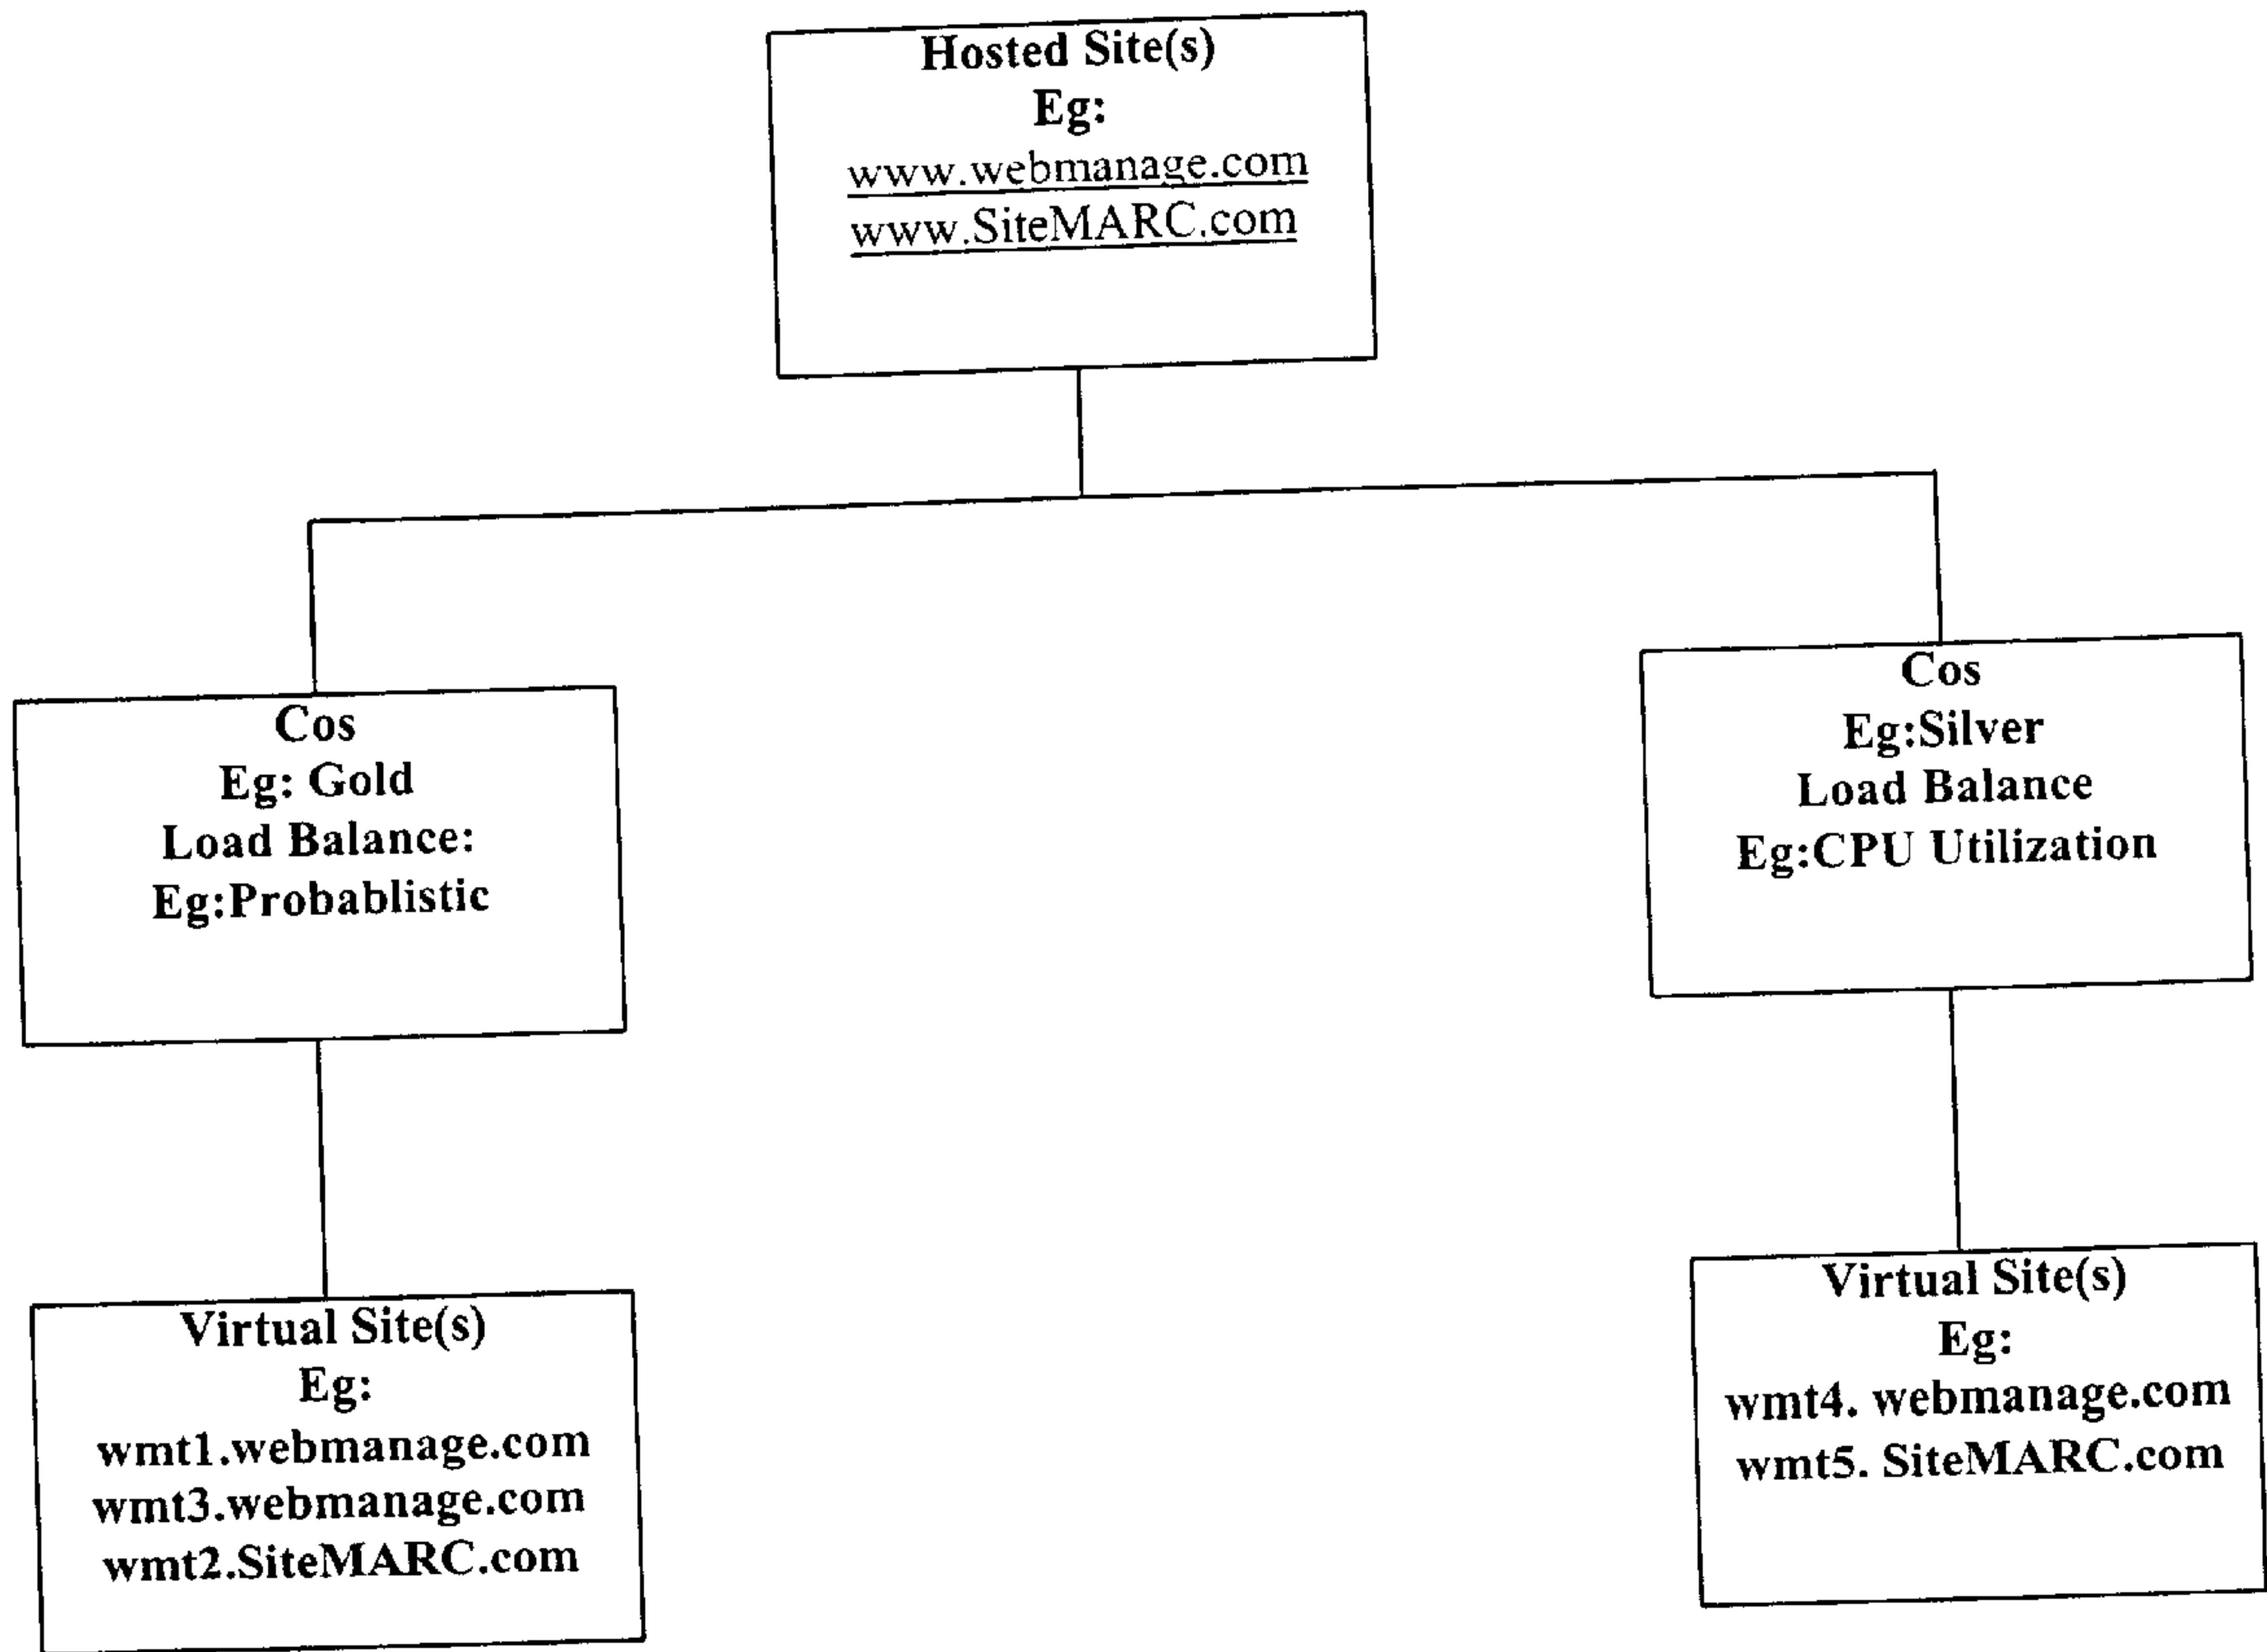 Hosted Site(s)
Eg:
www.webmanage.com
www.SiteMARC.com
Cos
Eg: Gold
Load Balance:
Eg:Probablistic
Cos
Eg:Silver
Load Balance
Eg:CPU Utilization
Virtual Site(s)
Eg:
wmt1.webmanage.com
wmt3.webmanage.com
wmt2.SiteMARC.com
Virtual Site(s)
Eg:
wmt4. webmanage.com
wmt5. SiteMARC.com